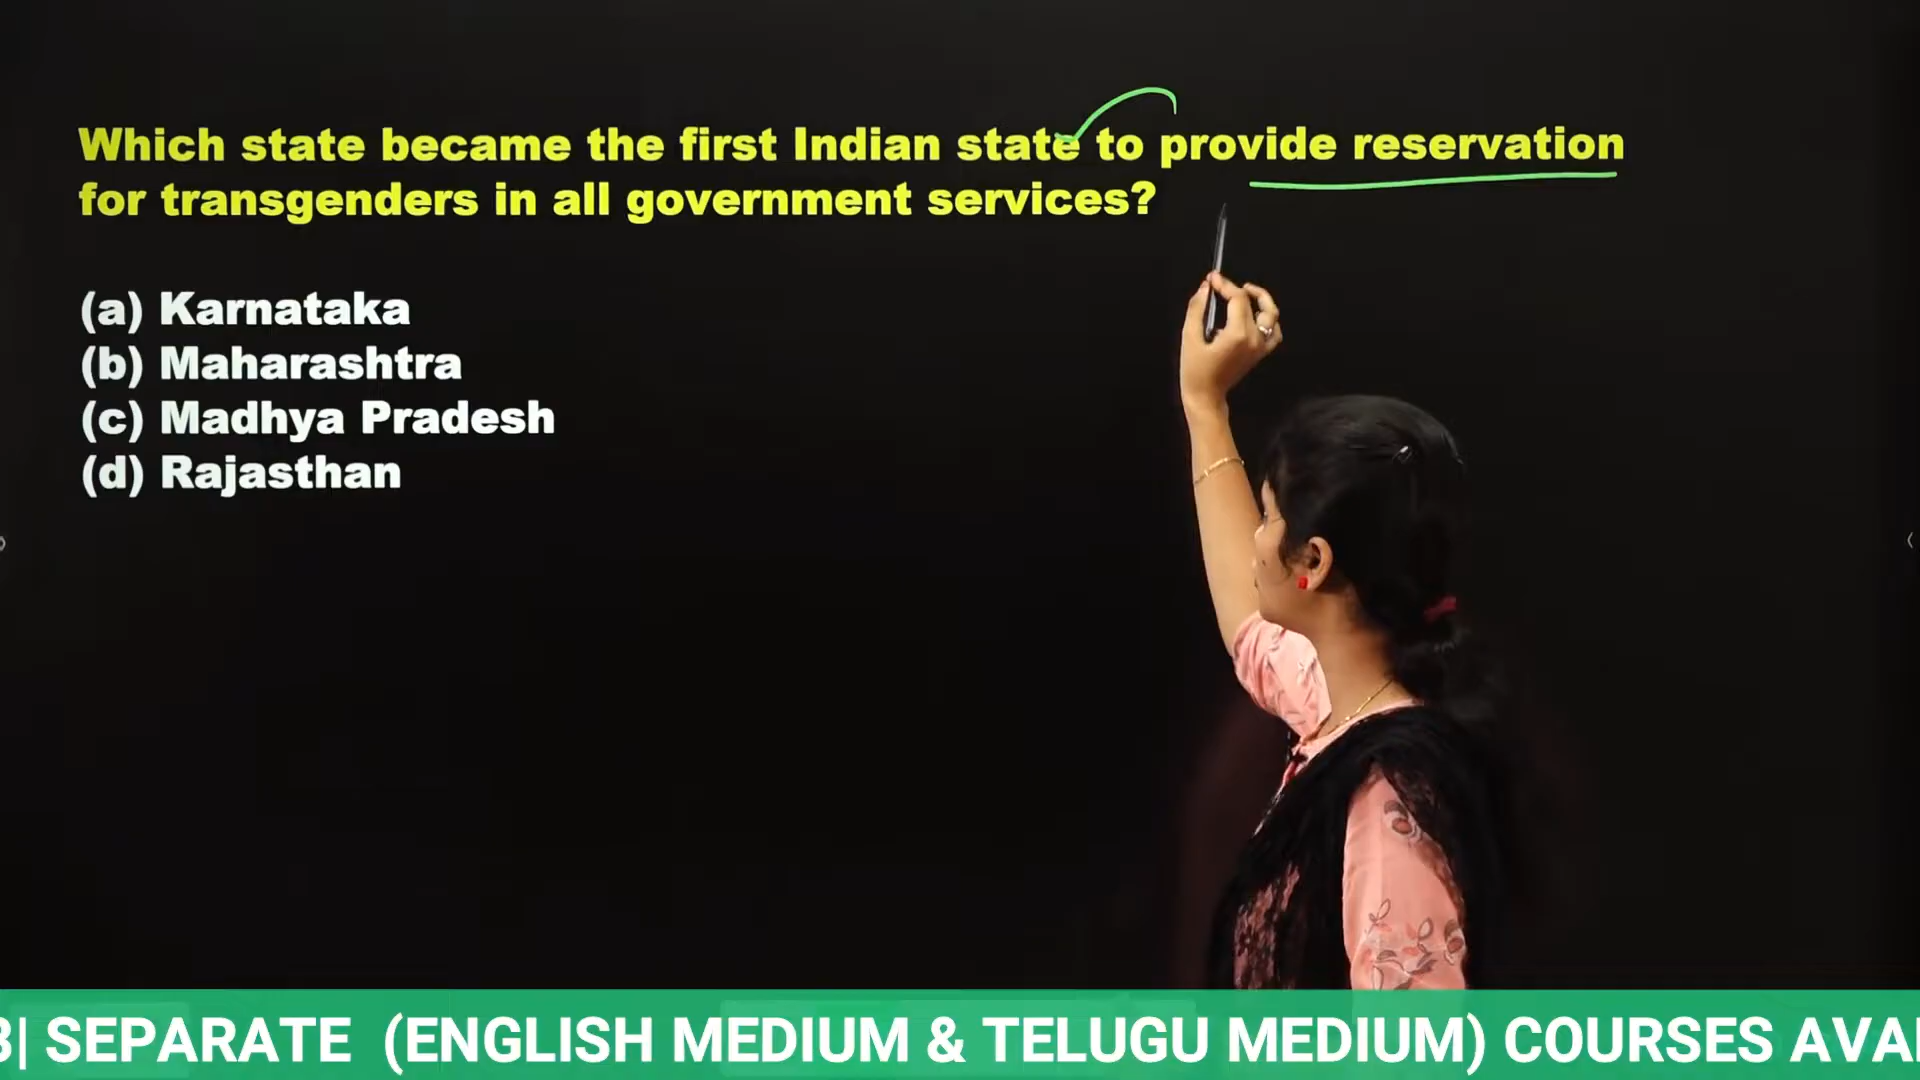 Which state became the first Indian state to provide reservation
for transgenders in all government services?
(a) Karnataka
(b) Maharashtra
(c) Madhya Pradesh
(d) Rajasthan
| SEPARATE (ENGLISH MEDIUM & TELUGU MEDIUM) COURSES